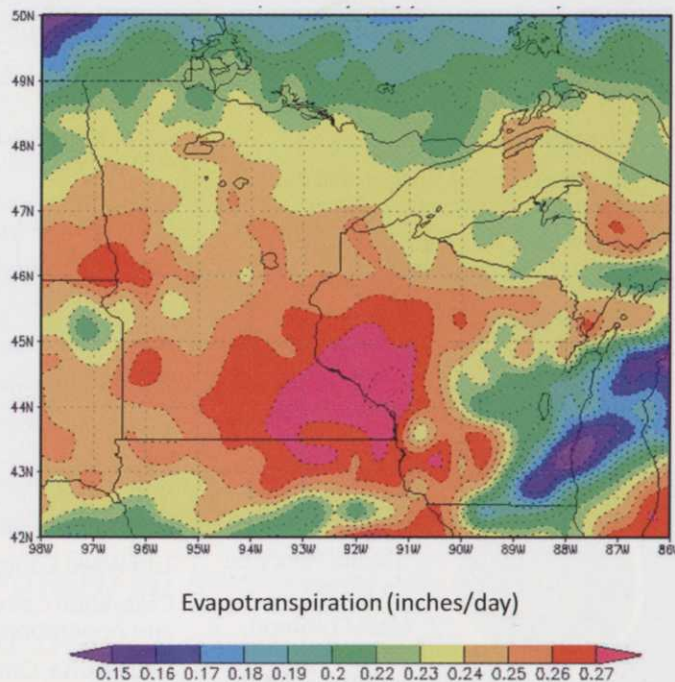 50N
49N
48N
47N
46N
45N
44N
43N
42N
98W 97W 96W 95W 94W 93W 92W 91W 90W 89W 88W 87W 86W
Evapotranspiration (inches/day)
0.15 0.16 0.17 0.18 0.19 0.2 0.22 0.23 0.24 0.25 0.26 0.27